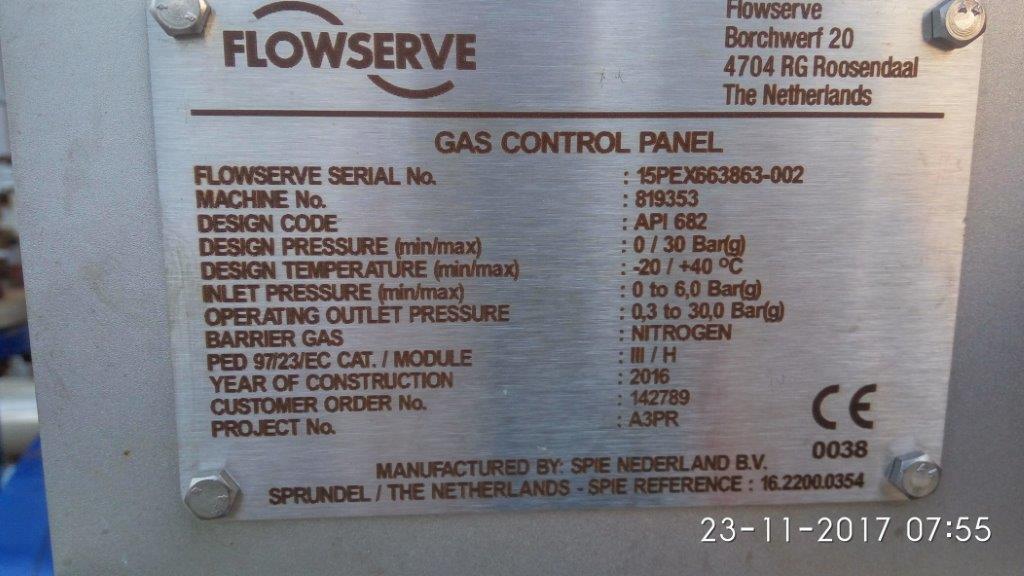 FLOWSERVE
Flowserve
Borchwerf 20
4704 RG Roosendaal
The Netherlands
GAS CONTROL PANEL
FLOWSERVE SERIAL No. : 15PEX663863-002
MACHINE No. : 819353
DESIGN CODE : API 682
DESIGN PRESSURE (min/max) : 0 / 30 Bar(g)
DESIGN TEMPERATURE (min/max) : -20 / +40 ºC
INLET PRESSURE (min/max) : 0 to 6,0 Bar(g)
OPERATING OUTLET PRESSURE : 0,3 to 30,0 Bar(g)
BARRIER GAS : NITROGEN
PED 97/23/EC CAT. / MODULE : III / H
YEAR OF CONSTRUCTION : 2016
CUSTOMER ORDER No. : 142789
PROJECT No. : A3PR
CE
0038
MANUFACTURED BY: SPIE NEDERLAND B.V.
SPRUNDEL / THE NETHERLANDS - SPIE REFERENCE : 16.2200.0354
23-11-2017 07:55